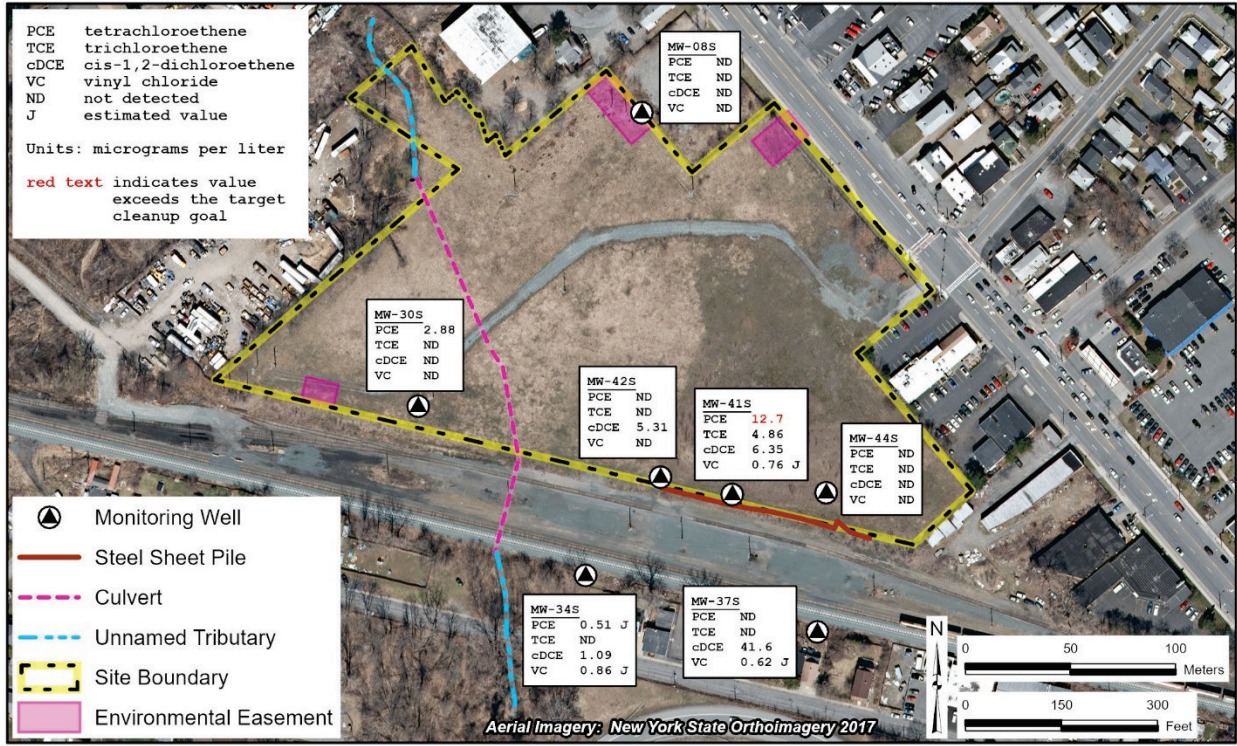 PCE tetrachloroethene
TCE trichloroethene
cDCE cis-1,2-dichloroethene
VC vinyl chloride
ND not detected
J estimated value
Units: micrograms per liter
red text indicates value
exceeds the target
cleanup goal
MW-08S
PCE ND
TCE ND
cDCE ND
VC ND
MW-30S
PCE 2.88
TCE ND
cDCE ND
VC ND
MW-42S
PCE ND
TCE ND
cDCE 5.31
VC ND
MW-41S
PCE 12.7
TCE 4.86
cDCE 6.35
VC 0.76 J
MW-44S
PCE ND
TCE ND
cDCE ND
VC ND
MW-34S
PCE 0.51 J
TCE ND
cDCE 1.09
VC 0.86 J
MW-37S
PCE ND
TCE ND
cDCE 41.6
VC 0.62 J
Monitoring Well
Steel Sheet Pile
Culvert
Unnamed Tributary
Site Boundary
Environmental Easement
N
0 50 100
Meters
0 150 300
Feet
Aerial Imagery: New York State Orthoimagery 2017